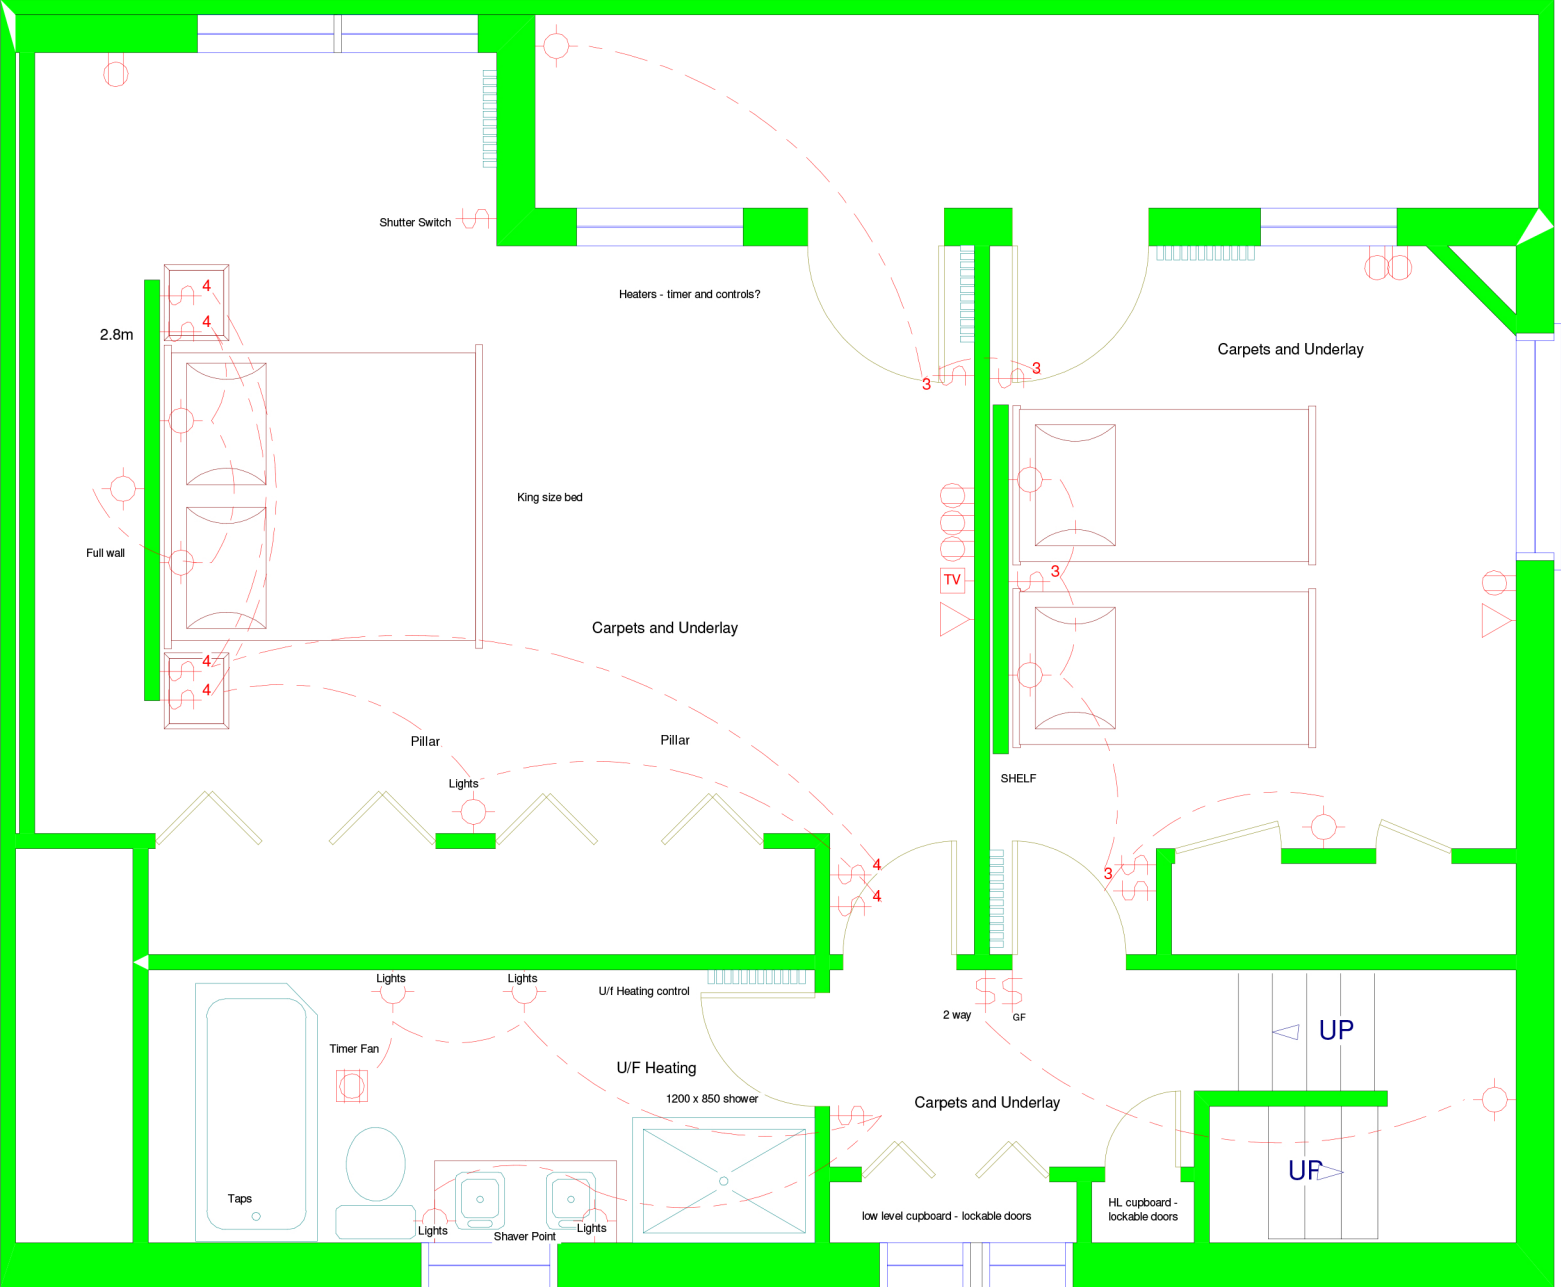 Shutter Switch
4
4
2.8m
Heaters - timer and controls?
Carpets and Underlay
3
3
King size bed
Full wall
TV
3
Carpets and Underlay
4
4
Pillar
Pillar
Lights
SHELF
4
4
3
Lights
Lights
U/f Heating control
2 way
GF
UP
Timer Fan
U/F Heating
1200 x 850 shower
Carpets and Underlay
UP
Taps
Lights
Shaver Point
Lights
low level cupboard - lockable doors
HL cupboard -
lockable doors